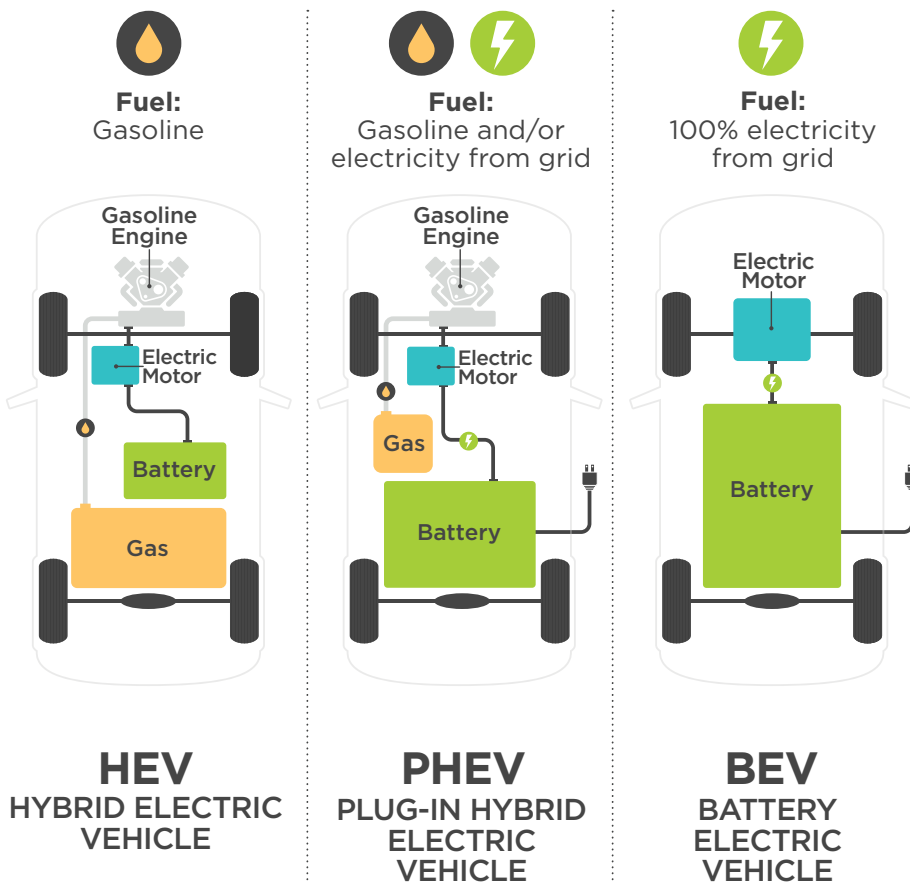 Fuel:
Gasoline
Gasoline
Engine
Electric
Motor
Battery
Gas
HEV
HYBRID ELECTRIC
VEHICLE
Fuel:
Gasoline and/or
electricity from grid
Gasoline
Engine
Electric
Motor
Gas
Battery
PHEV
PLUG-IN HYBRID
ELECTRIC
VEHICLE
Fuel:
100% electricity
from grid
Electric
Motor
Battery
BEV
BATTERY
ELECTRIC
VEHICLE